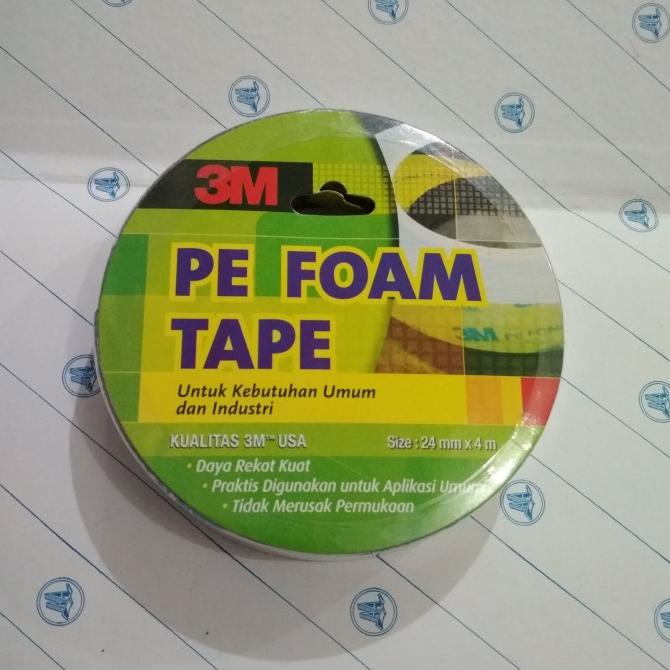 3M
PE FOAM
TAPE
Untuk Kebutuhan Umum
dan Industri
KUALITAS 3M™ USA
Size : 24 mm x 4 m
• Daya Rekat Kuat
• Praktis Digunakan untuk Aplikasi Umum
• Tidak Merusak Permukaan